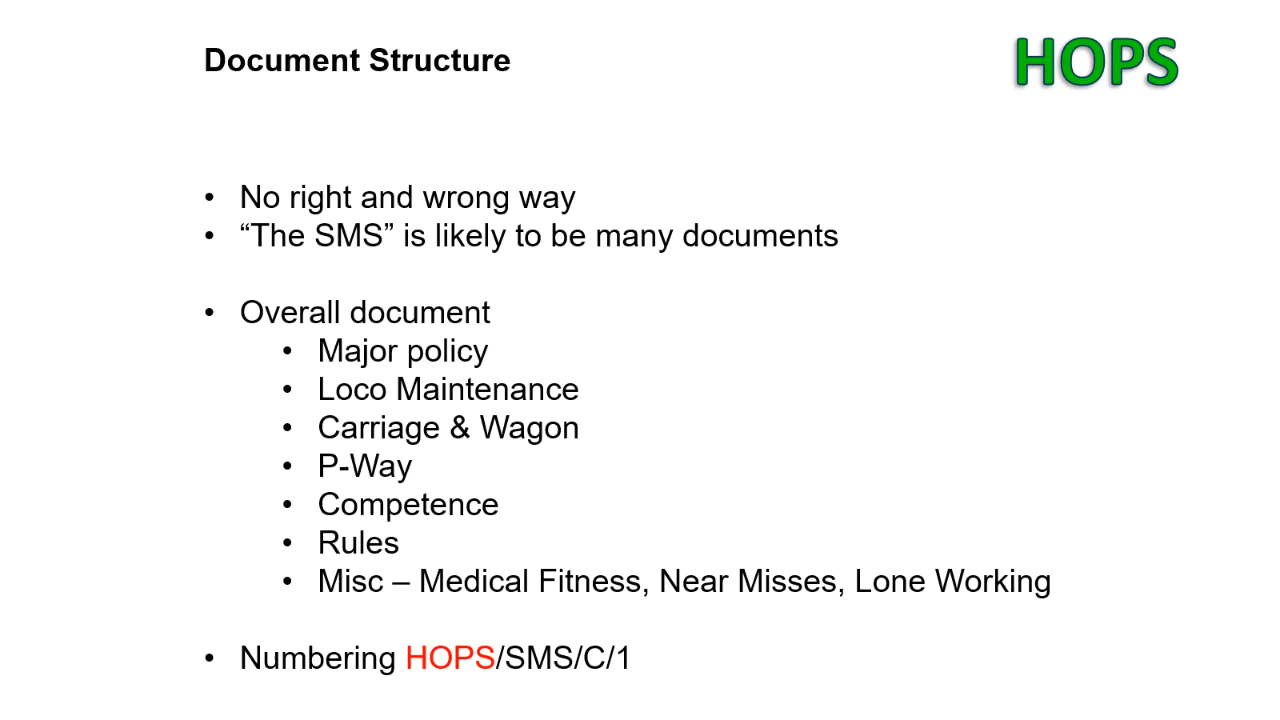 Document Structure
HOPS
• No right and wrong way
• “The SMS” is likely to be many documents
• Overall document
• Major policy
• Loco Maintenance
• Carriage & Wagon
• P-Way
• Competence
• Rules
• Misc – Medical Fitness, Near Misses, Lone Working
• Numbering HOPS/SMS/C/1